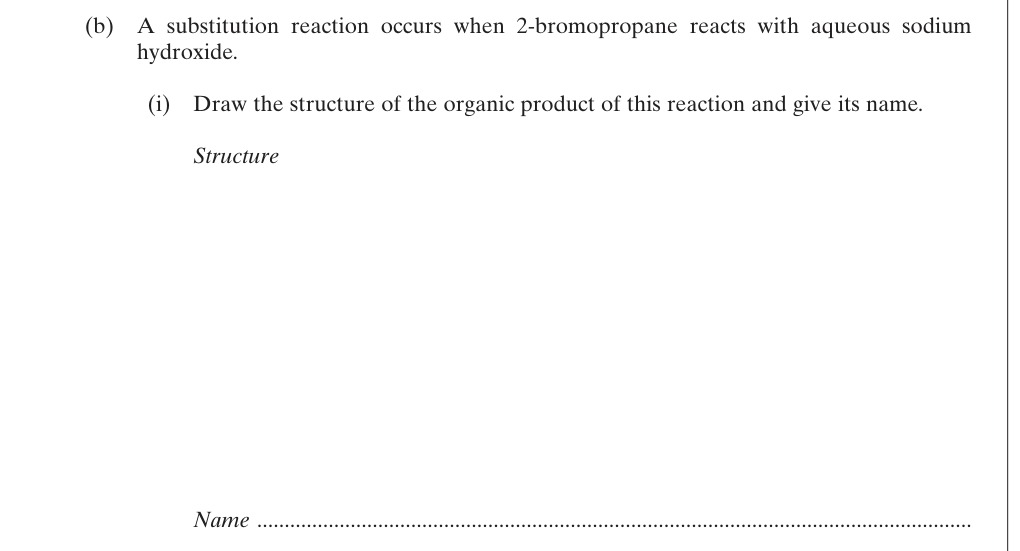 (b) A substitution reaction occurs when 2-bromopropane reacts with aqueous sodium
hydroxide.
(i) Draw the structure of the organic product of this reaction and give its name.
Structure
Name ..................................................................................................................................